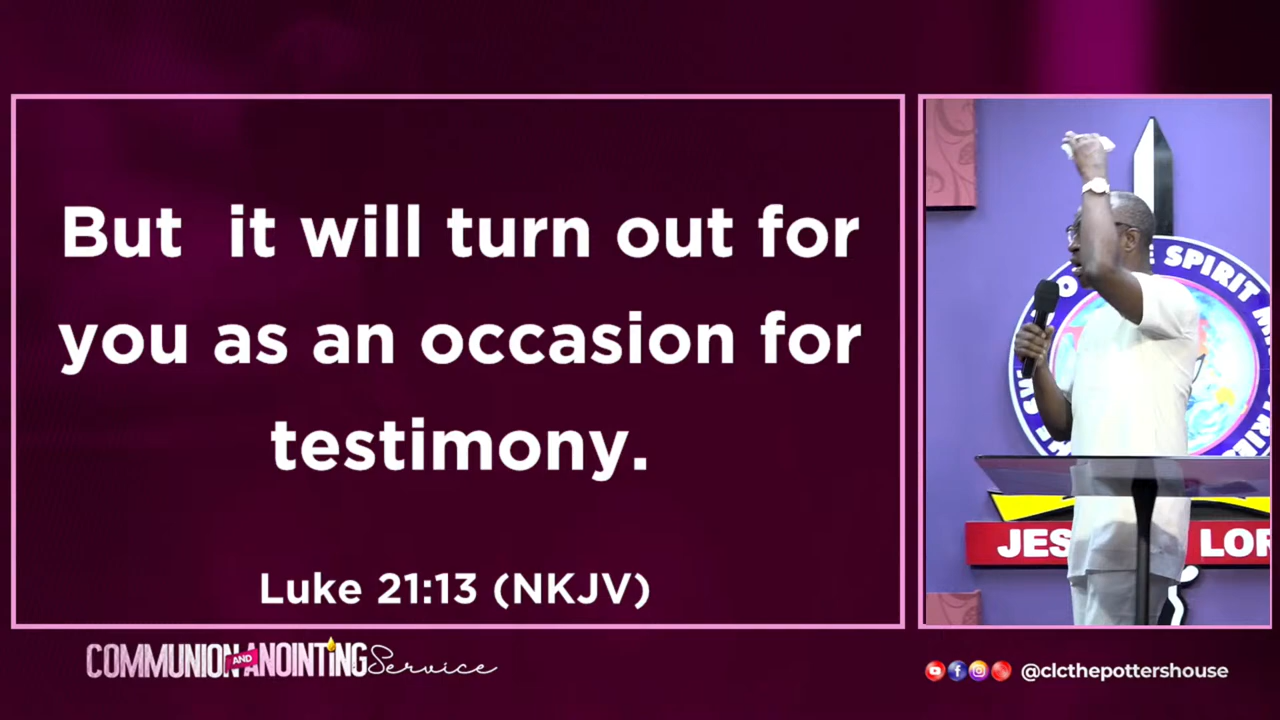 But it will turn out for
you as an occasion for
testimony.
Luke 21:13 (NKJV)
COMMUNION AND ANOINTING Service
@clcthepottershouse
SPIRIT
JES LOR